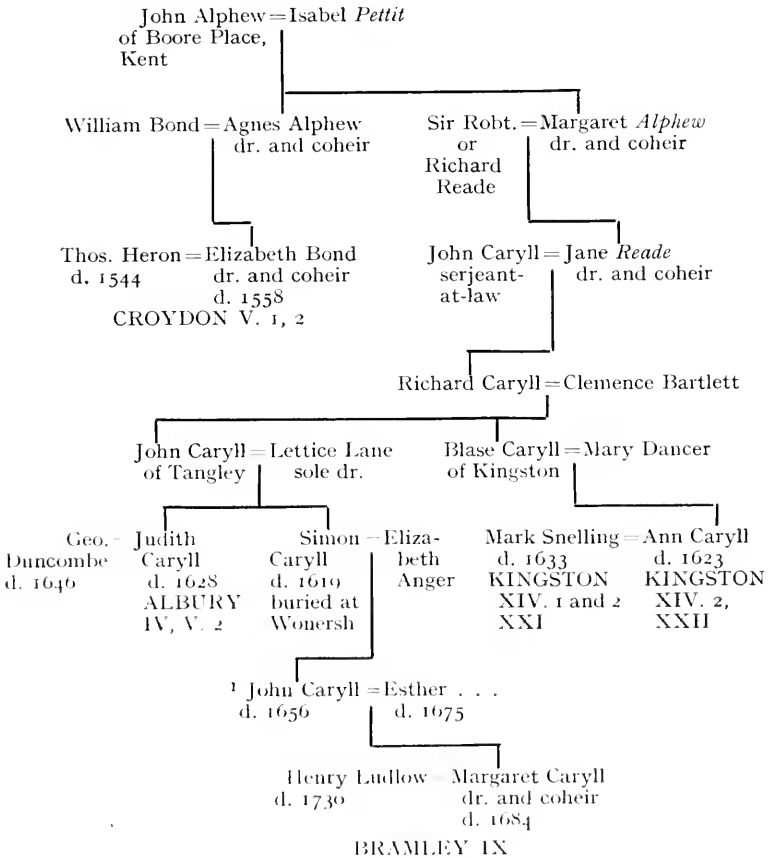 John Alphew = Isabel Pettit
of Boore Place,
Kent
William Bond = Agnes Alphew
dr. and coheir
Sir Robt. = Margaret Alphew
or
Richard
Reade
dr. and coheir
Thos. Heron = Elizabeth Bond
d. 1544
dr. and coheir
d. 1558
CROYDON V. 1, 2
John Caryll = Jane Reade
serjeant-
at-law
dr. and coheir
Richard Caryll = Clemence Bartlett
John Caryll = Lettice Lane
of Tangley
sole dr.
Blase Caryll = Mary Dancer
of Kingston
Geo. -
Duncombe
d. 1646
Judith
Caryll
d. 1628
ALBURY
IV, V. 2
Simon -
Caryll
d. 1619
buried at
Wonersh
Eliza-
beth
Anger
Mark Snelling = Ann Caryll
d. 1633
KINGSTON
XIV. 1 and 2
XXI
d. 1623
KINGSTON
XIV. 2,
XXII
1 John Caryll = Esther . . .
d. 1656
d. 1675
Henry Ludlow
d. 1730
Margaret Caryll
dr. and coheir
d. 1684
BRAMLEY IX